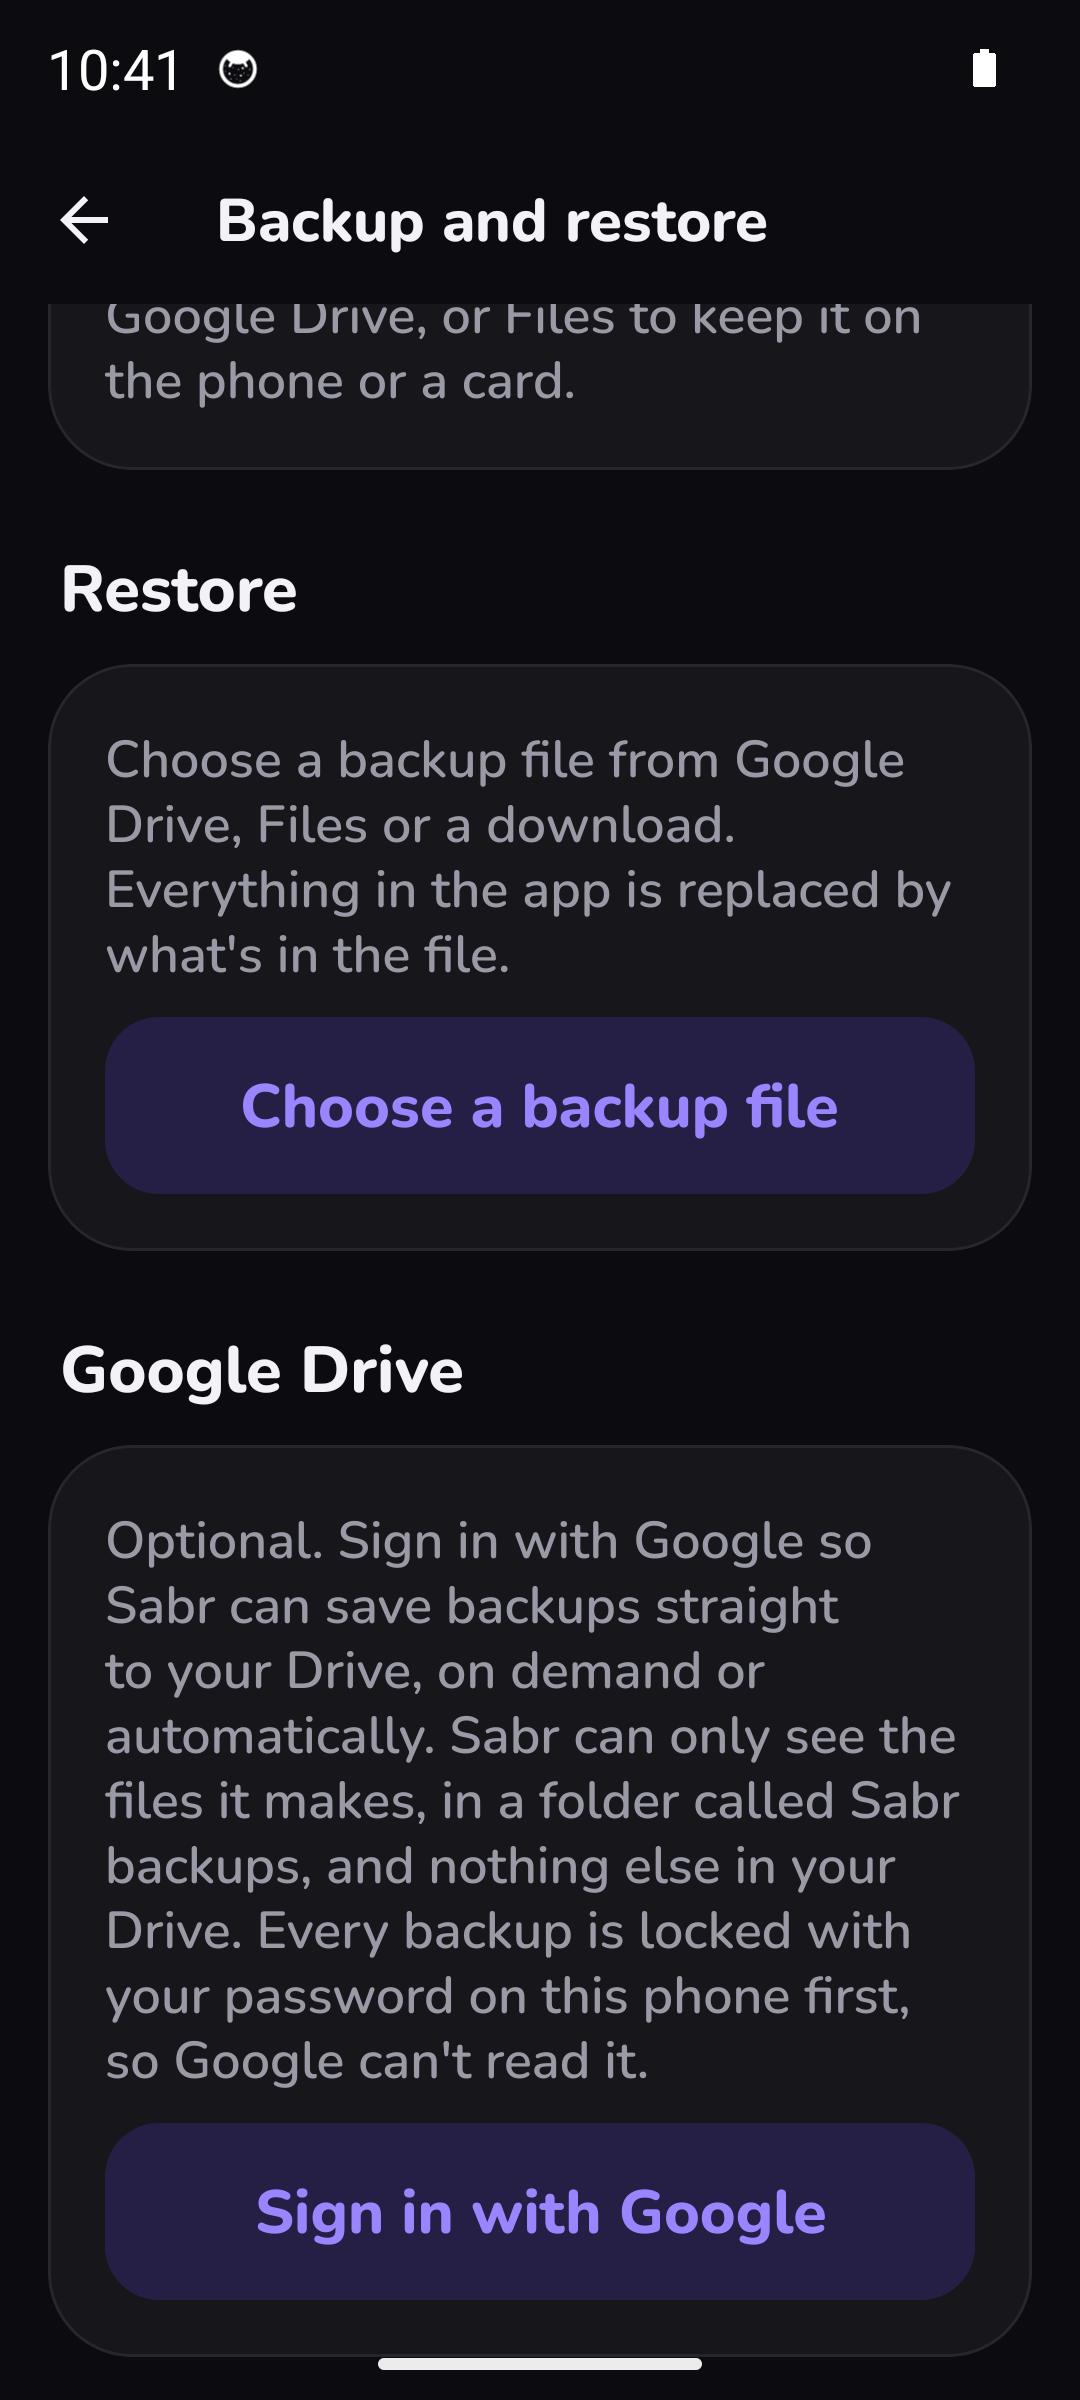 10:41
Backup and restore
Google Drive, or Files to keep it on
the phone or a card.
Restore
Choose a backup file from Google
Drive, Files or a download.
Everything in the app is replaced by
what's in the file.
Choose a backup file
Google Drive
Optional. Sign in with Google so
Sabr can save backups straight
to your Drive, on demand or
automatically. Sabr can only see the
files it makes, in a folder called Sabr
backups, and nothing else in your
Drive. Every backup is locked with
your password on this phone first,
so Google can't read it.
Sign in with Google